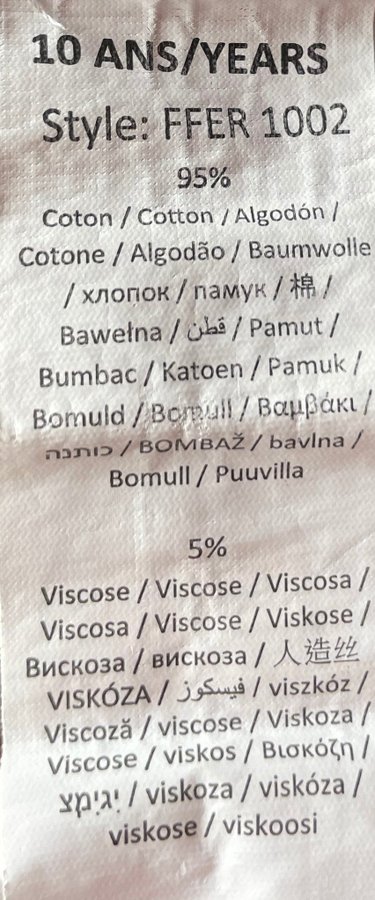 10 ANS/YEARS
Style: FFER 1002
95%
Coton / Cotton / Algodón /
Cotone / Algodão / Baumwolle
/ хлопок / памук / 棉 /
Bawełna / قطن / Pamut /
Bumbac / Katoen / Pamuk /
Bomuld / Bomull / Βαμβάκι /
כותנה / BOMBAŽ / bavlna /
Bomull / Puuvilla
5%
Viscose / Viscose / Viscosa /
Viscosa / Viscose / Viskose /
Вискоза / вискоза / 人造丝
VISKÓZA / فيسكوز / viszkóz /
Viscoză / viscose / Viskoza /
Viscose / viskos / Βισκόζη /
צמיגי / viskoza / viskóza /
viskose / viskoosi